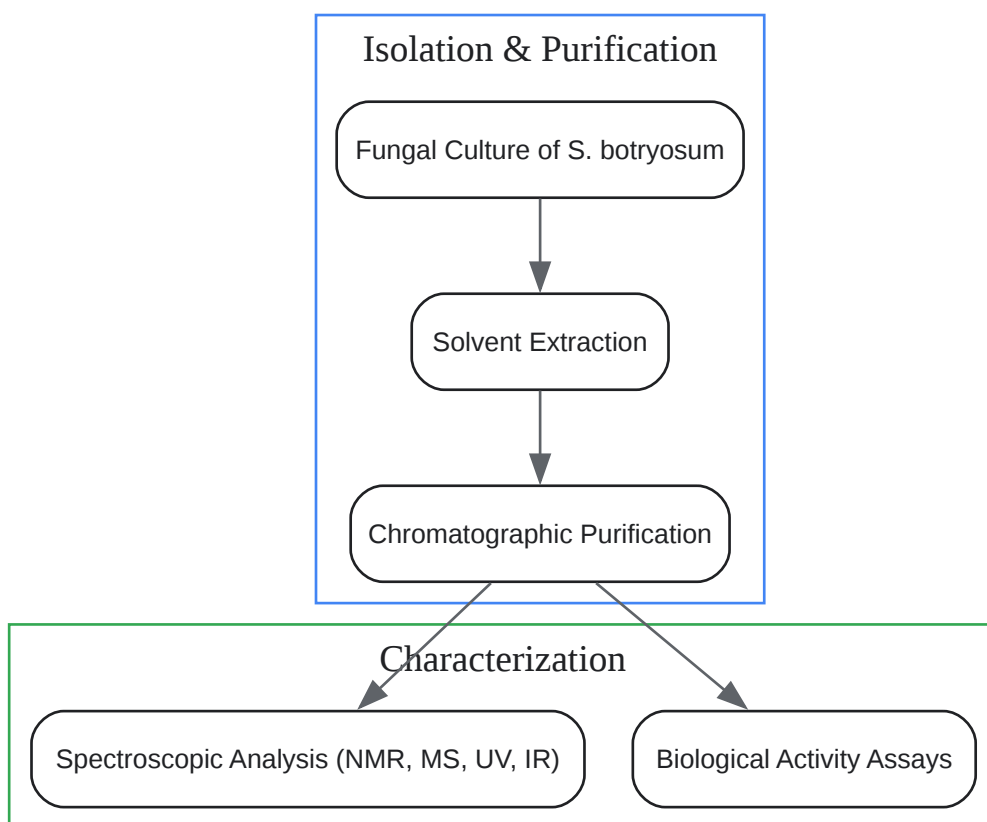 Isolation & Purification
Fungal Culture of S. botryosum
Solvent Extraction
Chromatographic Purification
Characterization
Spectroscopic Analysis (NMR, MS, UV, IR)
Biological Activity Assays